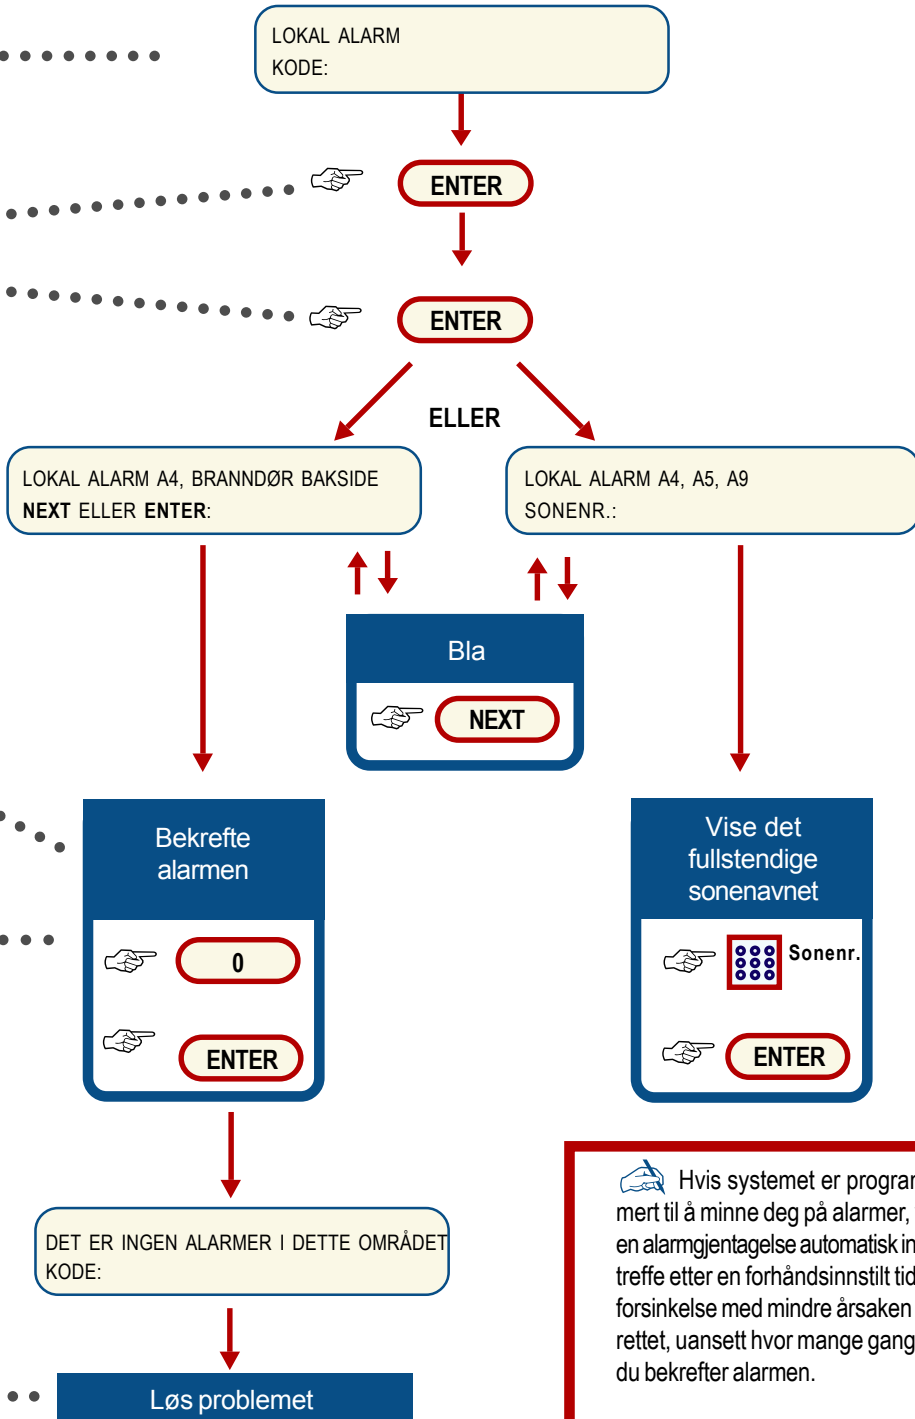 LOKAL ALARM
KODE:
ENTER
ENTER
ELLER
LOKAL ALARM A4, BRANNDØR BAKSIDE
NEXT ELLER ENTER:
LOKAL ALARM A4, A5, A9
SONENR.:
Bla
NEXT
Bekrefte
alarmen
0
ENTER
Vise det
fullstendige
sonenavnet
Sonenr.
ENTER
DET ER INGEN ALARMER I DETTE OMRÅDET
KODE:
Løs problemet
Hvis systemet er program
mert til å minne deg på alarmer,
en alarmgjentagelse automatisk in
treffe etter en forhåndsinnstilt tid
forsinkelse med mindre årsaken
rettet, uansett hvor mange gang
du bekrefter alarmen.